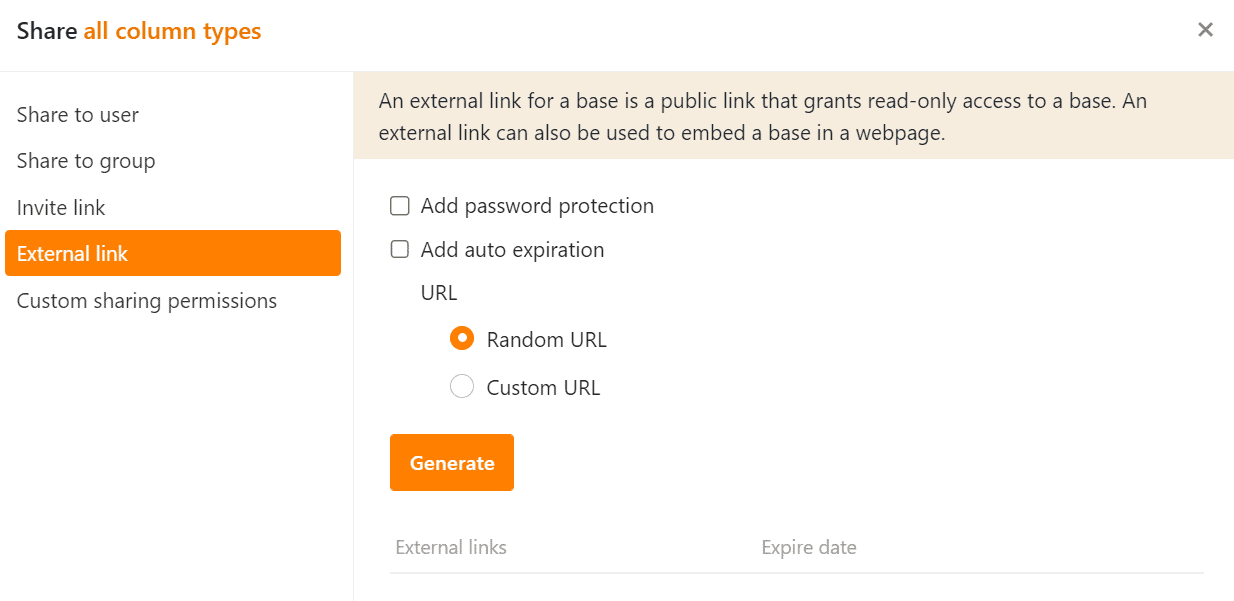 Share all column types
Share to user
Share to group
Invite link
External link
Custom sharing permissions
An external link for a base is a public link that grants read-only access to a base. An
external link can also be used to embed a base in a webpage.
Add password protection
Add auto expiration
URL
Random URL
Custom URL
Generate
External links Expire date